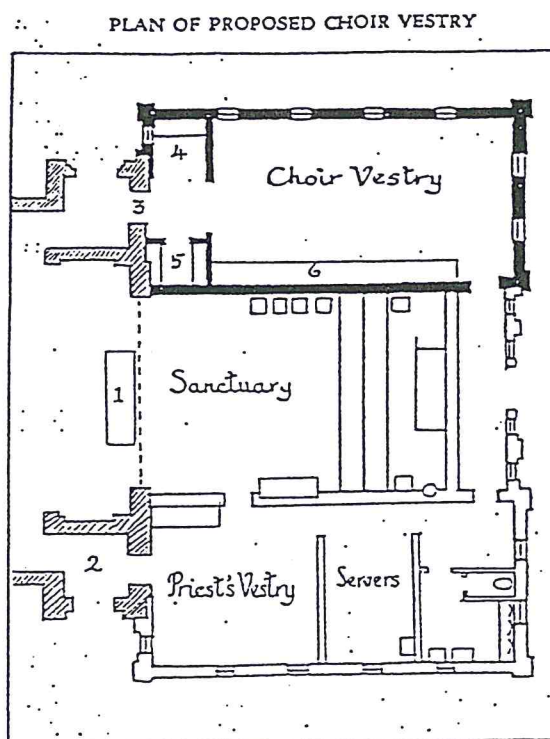 PLAN OF PROPOSED CHOIR VESTRY
4
Choir Vestry
3
5
6
Sanctuary
1
2
Priest's Vestry
Servers